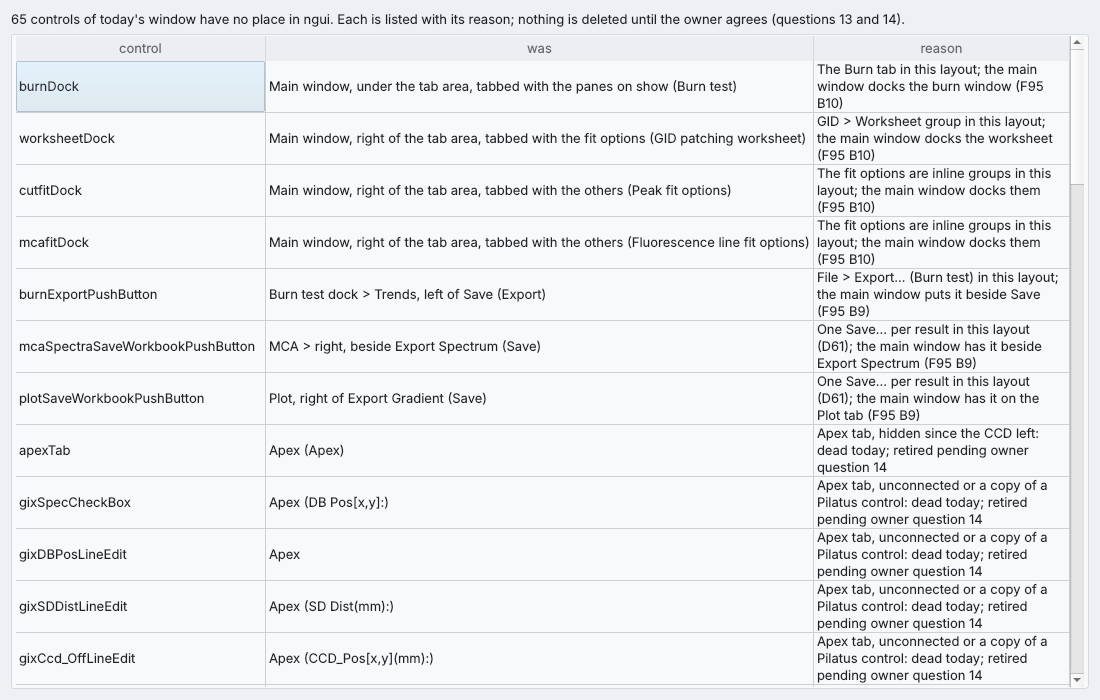 65 controls of today's window have no place in ngui. Each is listed with its reason; nothing is deleted until the owner agrees (questions 13 and 14).
control was reason
burnDock
Main window, under the tab area, tabbed with the panes on show (Burn test)
The Burn tab in this layout; the main
window docks the burn window (F95
B10)
worksheetDock
Main window, right of the tab area, tabbed with the fit options (GID patching worksheet)
GID > Worksheet group in this layout;
the main window docks the worksheet
(F95 B10)
cutfitDock
Main window, right of the tab area, tabbed with the others (Peak fit options)
The fit options are inline groups in this
layout; the main window docks them
(F95 B10)
mcafitDock
Main window, right of the tab area, tabbed with the others (Fluorescence line fit options)
The fit options are inline groups in this
layout; the main window docks them
(F95 B10)
burnExportPushButton
Burn test dock > Trends, left of Save (Export)
File > Export... (Burn test) in this layout;
the main window puts it beside Save
(F95 B9)
mcaSpectraSaveWorkbookPushButton
MCA > right, beside Export Spectrum (Save)
One Save... per result in this layout
(D61); the main window has it beside
Export Spectrum (F95 B9)
plotSaveWorkbookPushButton
Plot, right of Export Gradient (Save)
One Save... per result in this layout
(D61); the main window has it on the
Plot tab (F95 B9)
apexTab
Apex (Apex)
Apex tab, hidden since the CCD left:
dead today; retired pending owner
question 14
gixSpecCheckBox
Apex (DB Pos[x,y]:)
Apex tab, unconnected or a copy of a
Pilatus control: dead today; retired
pending owner question 14
gixDBPosLineEdit
Apex
Apex tab, unconnected or a copy of a
Pilatus control: dead today; retired
pending owner question 14
gixSDDistLineEdit
Apex (SD Dist(mm):)
Apex tab, unconnected or a copy of a
Pilatus control: dead today; retired
pending owner question 14
gixCcd_OffLineEdit
Apex (CCD_Pos[x,y](mm):)
Apex tab, unconnected or a copy of a
Pilatus control: dead today; retired
pending owner question 14